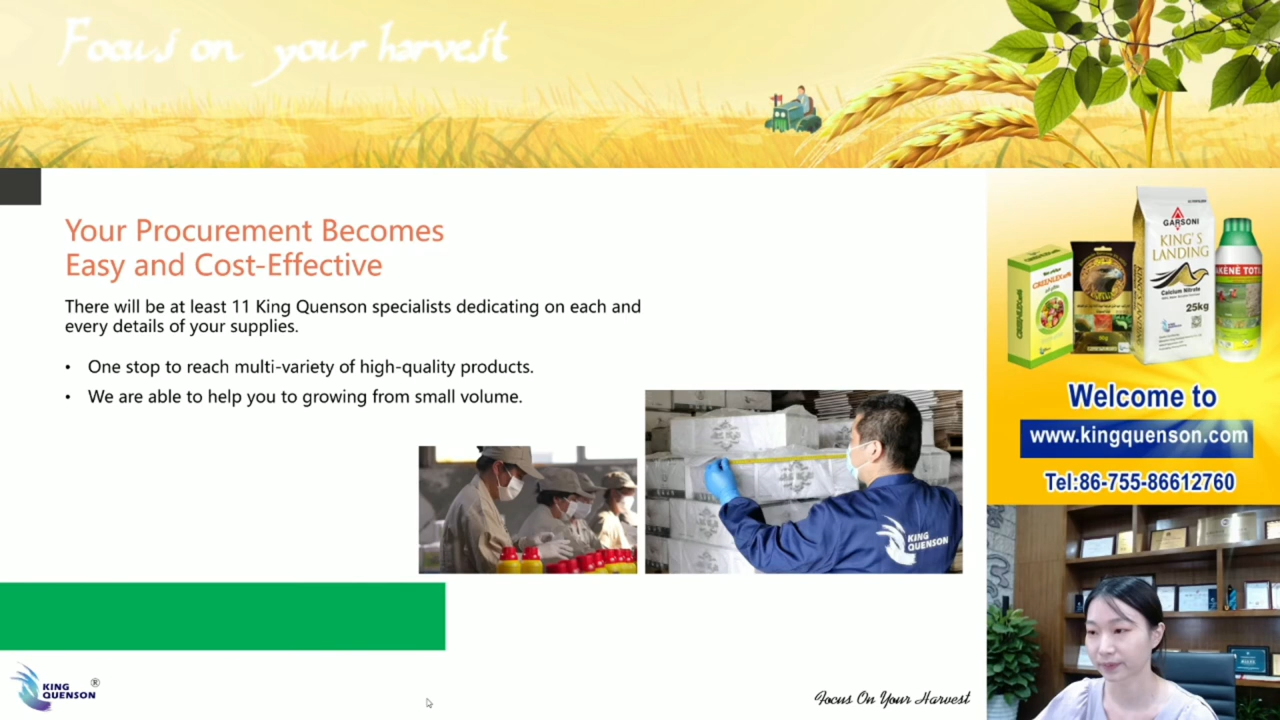 Focus on your harvest
Your Procurement Becomes
Easy and Cost-Effective
There will be at least 11 King Quenson specialists dedicating on each and
every details of your supplies.
• One stop to reach multi-variety of high-quality products.
• We are able to help you to growing from small volume.
KING
QUENSON
GARSONI
KING'S
LANDING
Calcium Nitrate
25kg
GREENLEX
AKÉNÉ TOTAL
Welcome to
www.kingquenson.com
Tel:86-755-86612760
KING
QUENSON
®
Focus On Your Harvest